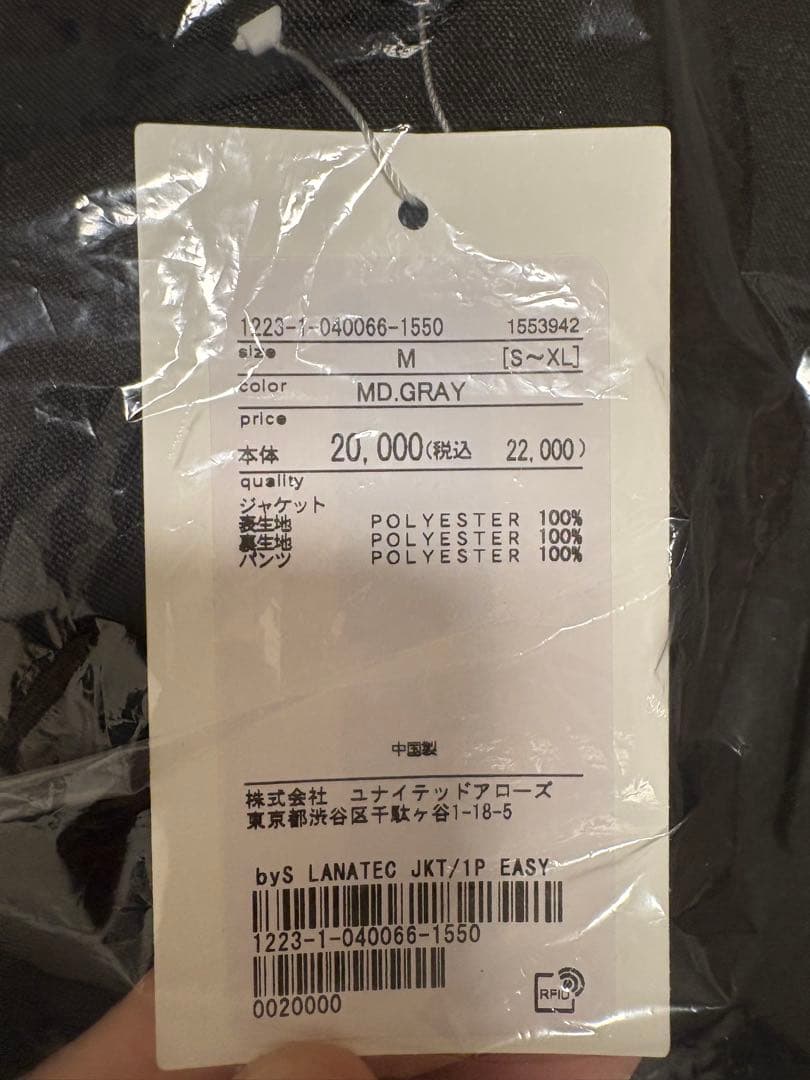 1223-1-040066-1550 1553942
size M [S~XL]
color MD.GRAY
price
本体 20,000(税込 22,000)
quality
ジャケット
表生地 POLYESTER 100%
裏生地 POLYESTER 100%
パンツ POLYESTER 100%
中国製
株式会社 ユナイテッドアローズ
東京都渋谷区千駄ヶ谷1-18-5
byS LANATEC JKT/1P EASY
1223-1-040066-1550
0020000
RFID